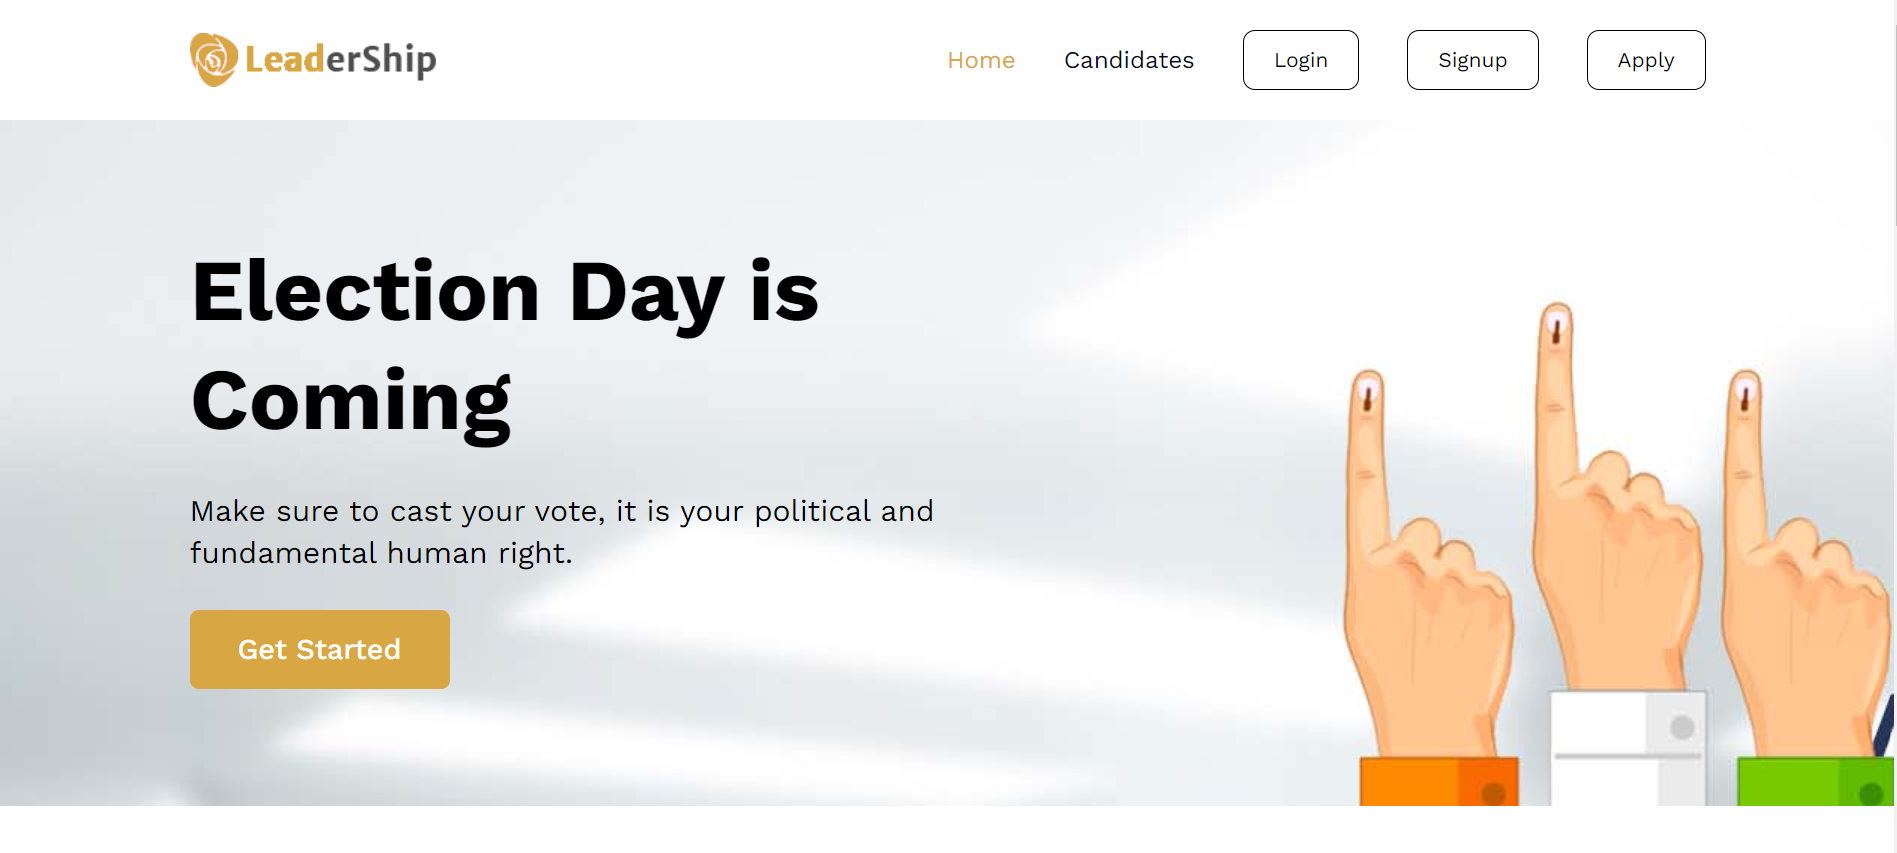 LeaderShip
Home
Candidates
Login
Signup
Apply
Election Day is
Coming
Make sure to cast your vote, it is your political and
fundamental human right.
Get Started